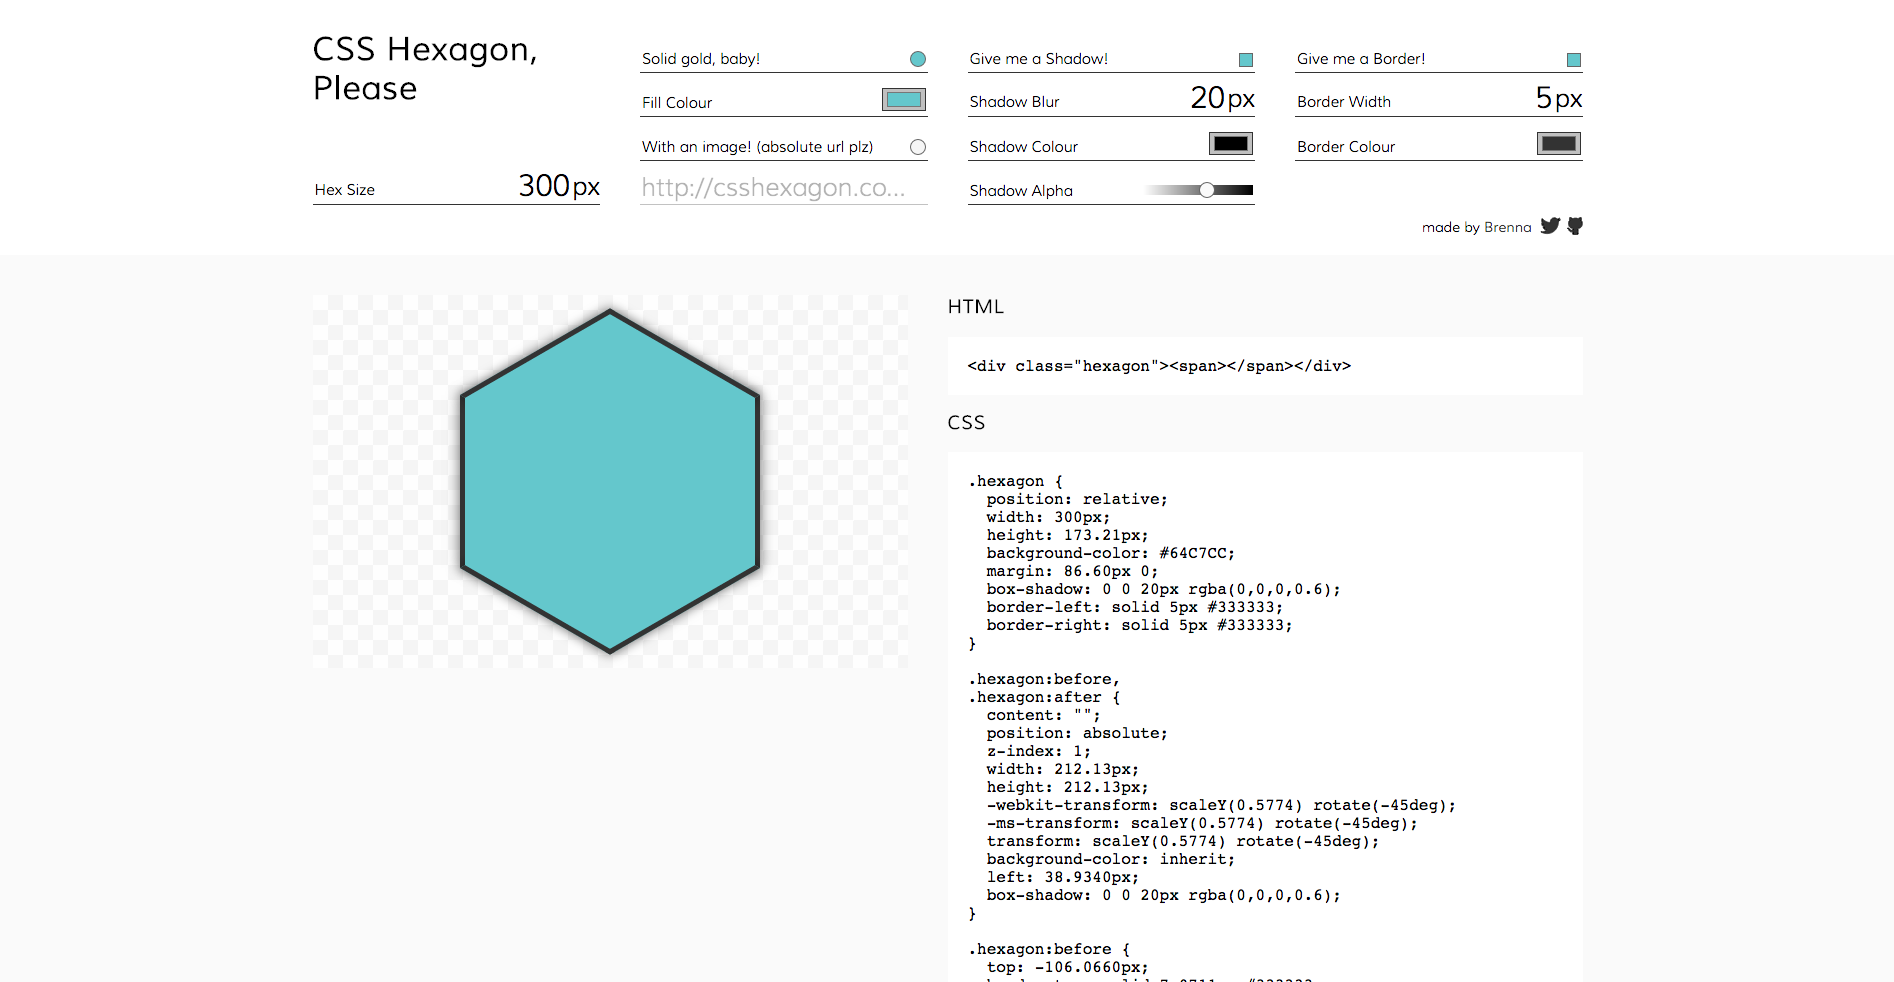 CSS Hexagon,
Please
Hex Size 300px
Solid gold, baby!
Fill Colour
With an image! (absolute url plz)
http://csshexagon.co...
Give me a Shadow!
Shadow Blur 20px
Shadow Colour
Shadow Alpha
Give me a Border!
Border Width 5px
Border Colour
made by Brenna
HTML
<div class="hexagon"><span></span></div>
CSS
.hexagon {
  position: relative;
  width: 300px;
  height: 173.21px;
  background-color: #64C7CC;
  margin: 86.60px 0;
  box-shadow: 0 0 20px rgba(0,0,0,0.6);
  border-left: solid 5px #333333;
  border-right: solid 5px #333333;
}
.hexagon:before,
.hexagon:after {
  content: "";
  position: absolute;
  z-index: 1;
  width: 212.13px;
  height: 212.13px;
  -webkit-transform: scaleY(0.5774) rotate(-45deg);
  -ms-transform: scaleY(0.5774) rotate(-45deg);
  transform: scaleY(0.5774) rotate(-45deg);
  background-color: inherit;
  left: 38.9340px;
  box-shadow: 0 0 20px rgba(0,0,0,0.6);
}
.hexagon:before {
  top: -106.0660px;